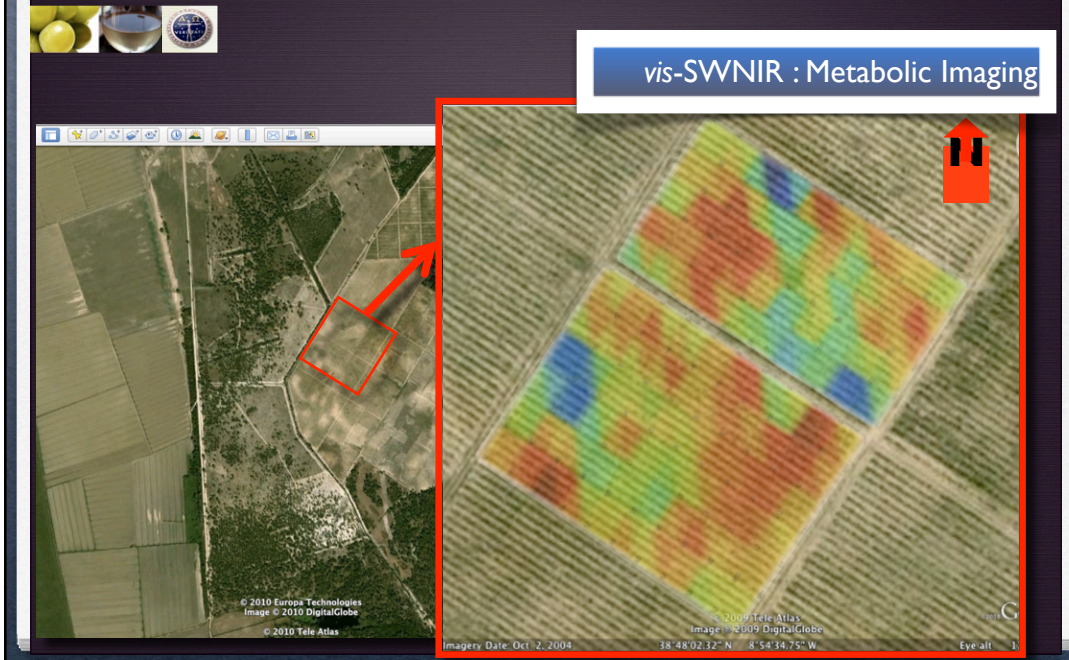 vis-SWNIR : Metabolic Imaging
N
© 2010 Europa Technologies
Image © 2010 DigitalGlobe
© 2010 Tele Atlas
© 2009 Tele Atlas
Image © 2009 DigitalGlobe
Imagery Date: Oct 2, 2004
38°48'02.32" N 8°54'34.75" W
Eye alt 1
G